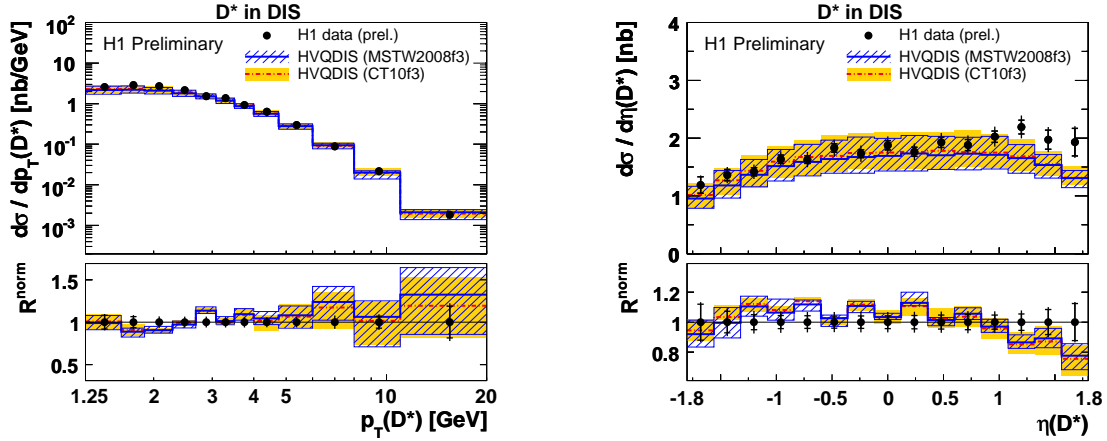 D* in DIS
H1 Preliminary
H1 data (prel.)
HVQDIS (MSTW2008f3)
HVQDIS (CT10f3)
dσ / dp_T(D*) [nb/GeV]
10²
10
1
10⁻¹
10⁻²
10⁻³
R^norm
1.5
1
0.5
1.25
2
3
4
5
10
20
p_T(D*) [GeV]
D* in DIS
H1 Preliminary
H1 data (prel.)
HVQDIS (MSTW2008f3)
HVQDIS (CT10f3)
dσ / dη(D*) [nb]
4
3
2
1
0
R^norm
1.2
1
0.8
-1.8
-1
-0.5
0
0.5
1
1.8
η(D*)